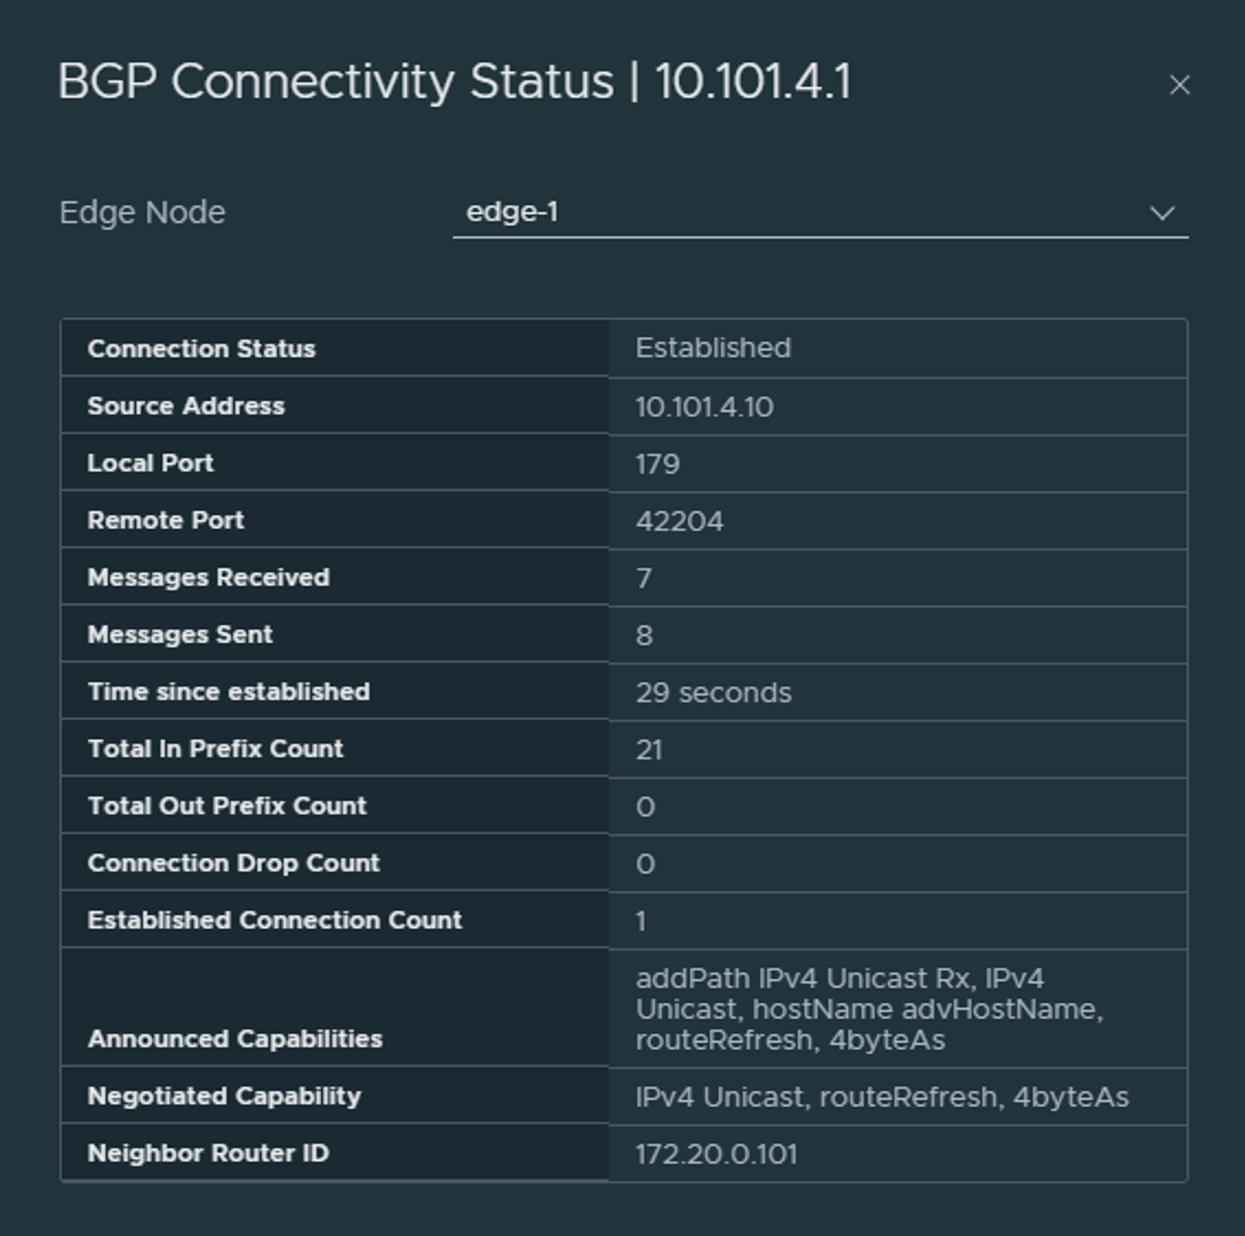 BGP Connectivity Status | 10.101.4.1
Edge Node edge-1
Connection Status Established
Source Address 10.101.4.10
Local Port 179
Remote Port 42204
Messages Received 7
Messages Sent 8
Time since established 29 seconds
Total In Prefix Count 21
Total Out Prefix Count 0
Connection Drop Count 0
Established Connection Count 1
addPath IPv4 Unicast Rx, IPv4
Unicast, hostName advHostName,
Announced Capabilities routeRefresh, 4byteAs
Negotiated Capability IPv4 Unicast, routeRefresh, 4byteAs
Neighbor Router ID 172.20.0.101